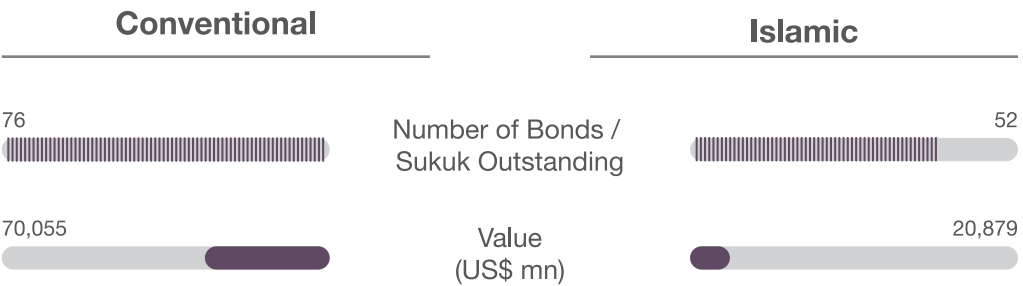 Conventional
Islamic
76
Number of Bonds /
Sukuk Outstanding
52
70,055
Value
(US$ mn)
20,879